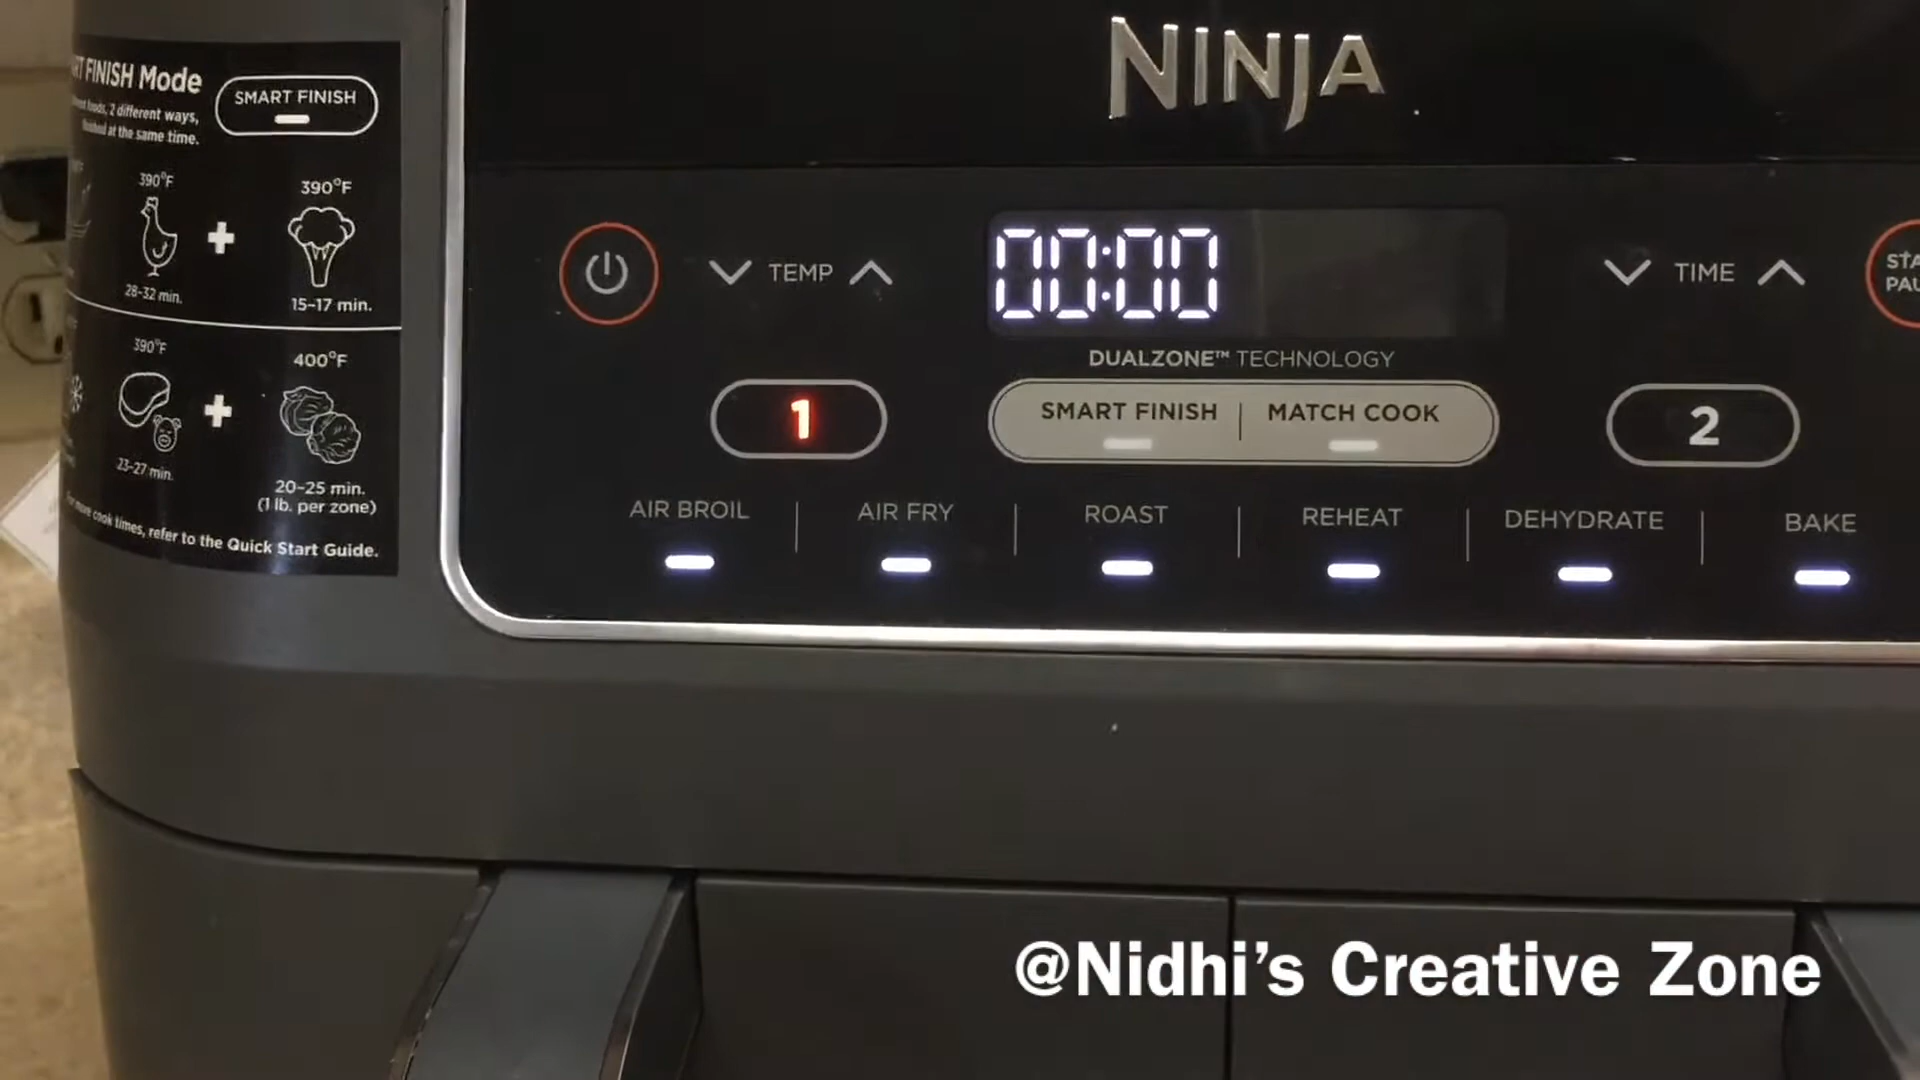 FINISH Mode
SMART FINISH
foods, 2 different ways,
finished at the same time.
390°F
390°F
28-32 min.
15-17 min.
390°F
400°F
23-27 min.
20-25 min.
(1 lb. per zone)
more cook times, refer to the Quick Start Guide.
NINJA
TEMP
00:00
TIME
DUALZONE™ TECHNOLOGY
1
SMART FINISH | MATCH COOK
2
AIR BROIL | AIR FRY | ROAST | REHEAT | DEHYDRATE | BAKE
@Nidhi's Creative Zone